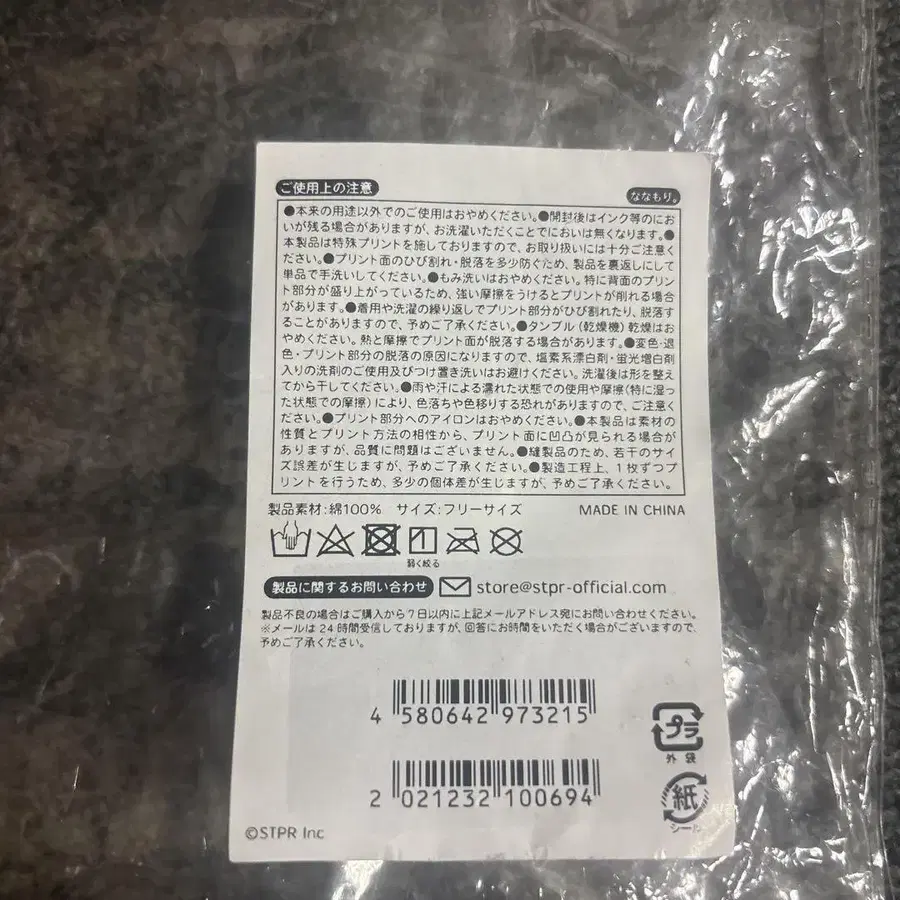 ご使用上の注意
ななもり。
●本来の用途以外でのご使用はおやめください。●開封後はインク等のにお
いが残る場合がありますが、お洗濯いただくことでにおいは無くなります。●
本製品は特殊プリントを施しておりますので、お取り扱いには十分ご注意く
ださい。●プリント面のひび割れ・脱落を多少防ぐため、製品を裏返しにして
単品で手洗いしてください。●もみ洗いはおやめください。特に背面のプリン
ト部分が盛り上がっているため、強い摩擦をうけるとプリントが削れる場合
があります。●着用や洗濯の繰り返しでプリント部分がひび割れたり、脱落す
ることがありますので、予めご了承ください。●タンブル(乾燥機)乾燥はお
やめください。熱と摩擦でプリント面が脱落する場合があります。●変色・退
色・プリント部分の脱落の原因になりますので、塩素系漂白剤・蛍光増白剤
入りの洗剤のご使用及びつけ置き洗いはお避けください。洗濯後は形を整え
てから干してください。●雨や汗による濡れた状態での使用や摩擦(特に湿っ
た状態での摩擦)により、色落ちや色移りする恐れがありますので、ご注意く
ださい。●プリント部分へのアイロンはおやめください。●本製品は素材の
性質とプリント方法の相性から、プリント面に凹凸が見られる場合が
ありますが、品質に問題はございません。●縫製品のため、若干のサイ
ズ誤差が生じますが、予めご了承ください。●製造工程上、1枚ずつプ
リントを行うため、多少の個体差が生じますが、予めご了承ください。
製品素材:綿100% サイズ:フリーサイズ MADE IN CHINA
弱く絞る
製品に関するお問い合わせ store@stpr-official.com
製品不良の場合はご購入から7日以内に上記メールアドレス宛にお問い合わせください。
※メールは24時間受信しておりますが、回答にお時間をいただく場合がございますので、
予めご了承ください。
4 580642 973215
プラ
外袋
2 021232 100694
紙
シール
©STPR Inc